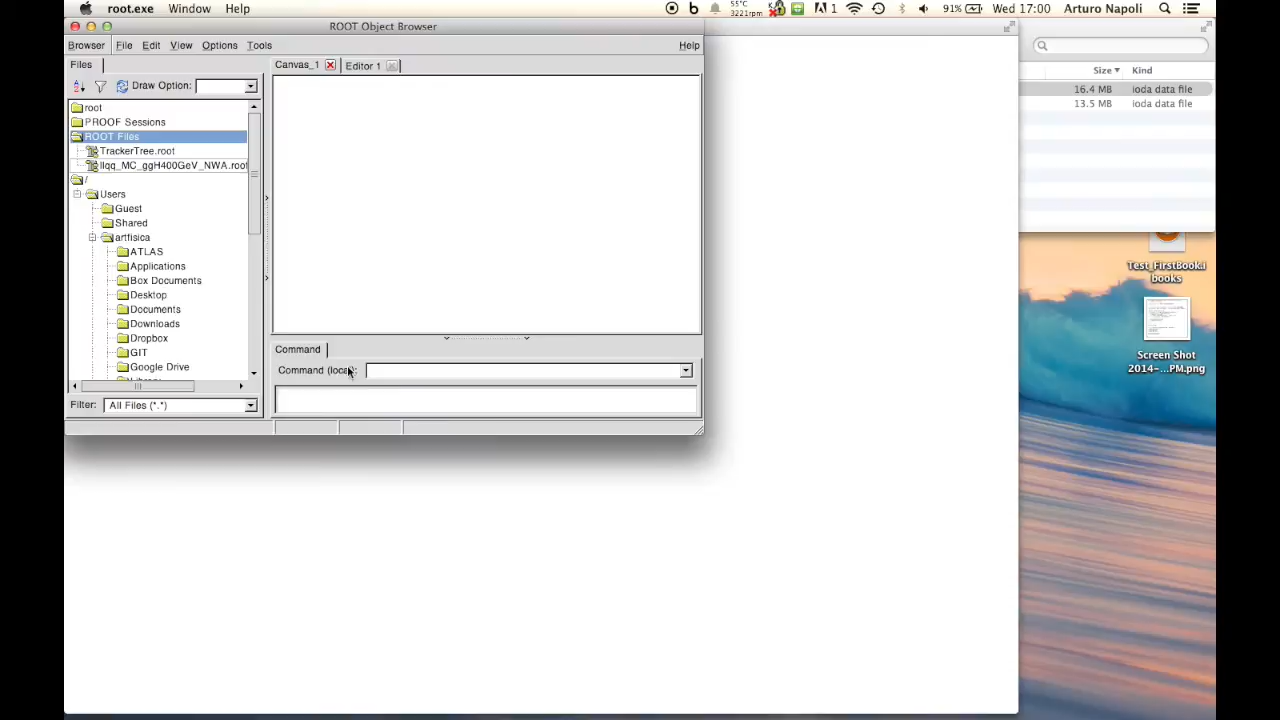 root.exe Window Help
55°C
3221rpm
1
91%
Wed 17:00
Arturo Napoli
ROOT Object Browser
Browser File Edit View Options Tools
Help
Files
Canvas_1
Editor 1
Draw Option:
root
PROOF Sessions
ROOT Files
TrackerTree.root
llqq_MC_ggH400GeV_NWA.root
/
Users
Guest
Shared
artfisica
ATLAS
Applications
Box Documents
Desktop
Documents
Downloads
Dropbox
GIT
Google Drive
Filter: All Files (*.*)
Command
Command (local):
Size Kind
16.4 MB ioda data file
13.5 MB ioda data file
Test_FirstBook.i
books
Screen Shot
2014-...PM.png